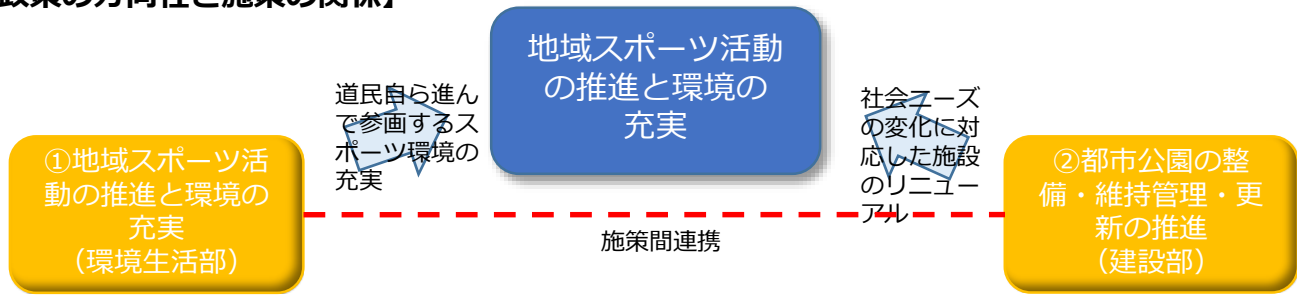 政策の方向性と施策の関係】
地域スポーツ活動
の推進と環境の
充実
道民自ら進ん
で参画するス
ポーツ環境の
充実
社会ニーズ
の変化に対
応した施設
のリニュー
アル
①地域スポーツ活
動の推進と環境の
充実
（環境生活部）
施策間連携
②都市公園の整
備・維持管理・更
新の推進
（建設部）